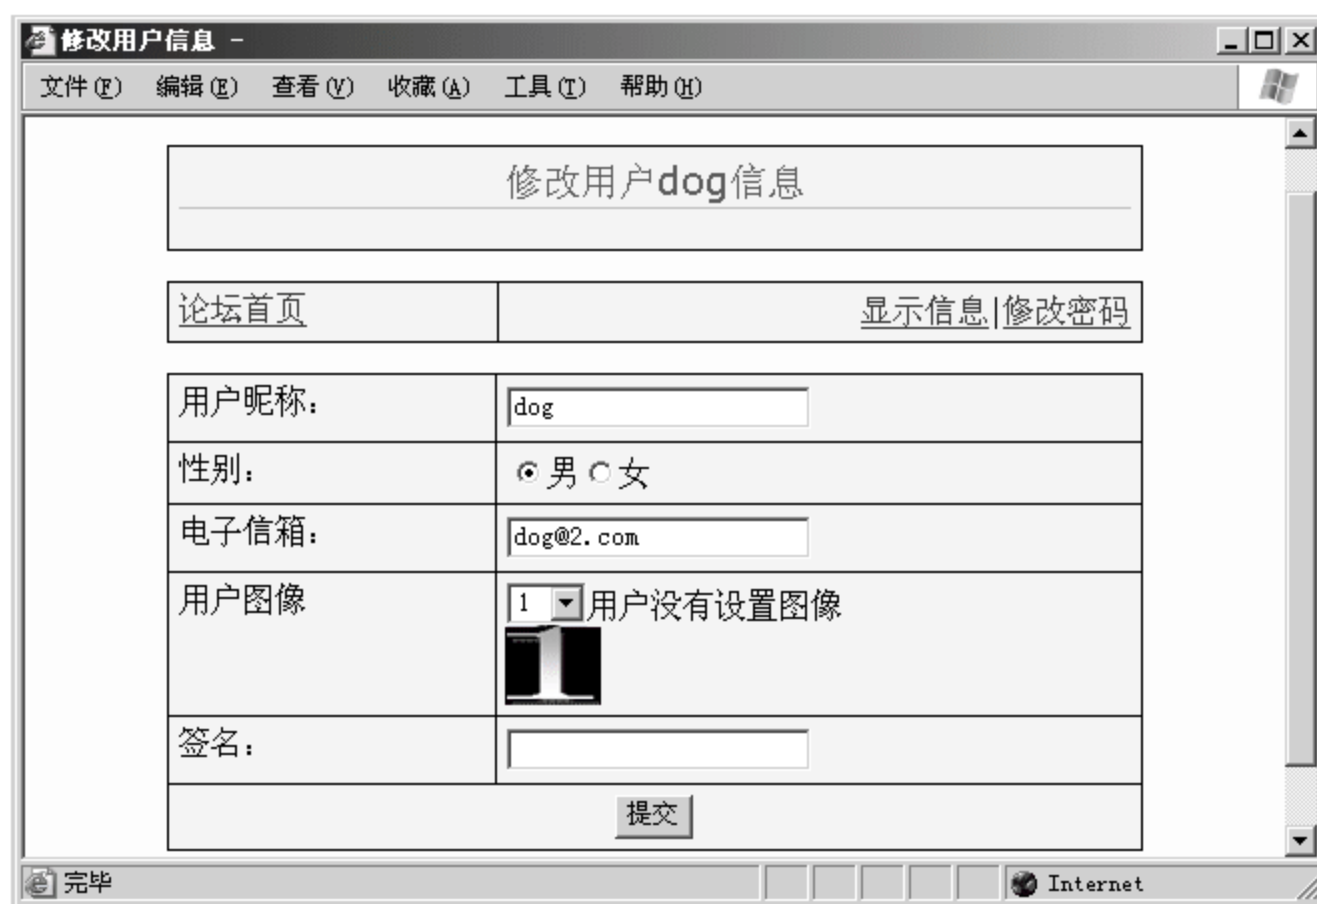 修改用户信息 -
文件(F) 编辑(E) 查看(V) 收藏(A) 工具(T) 帮助(H)
修改用户dog信息
论坛首页 显示信息|修改密码
用户昵称： dog
性别： 男 女
电子信箱： dog@2.com
用户图像 1 用户没有设置图像
1
签名：
提交
完毕 Internet